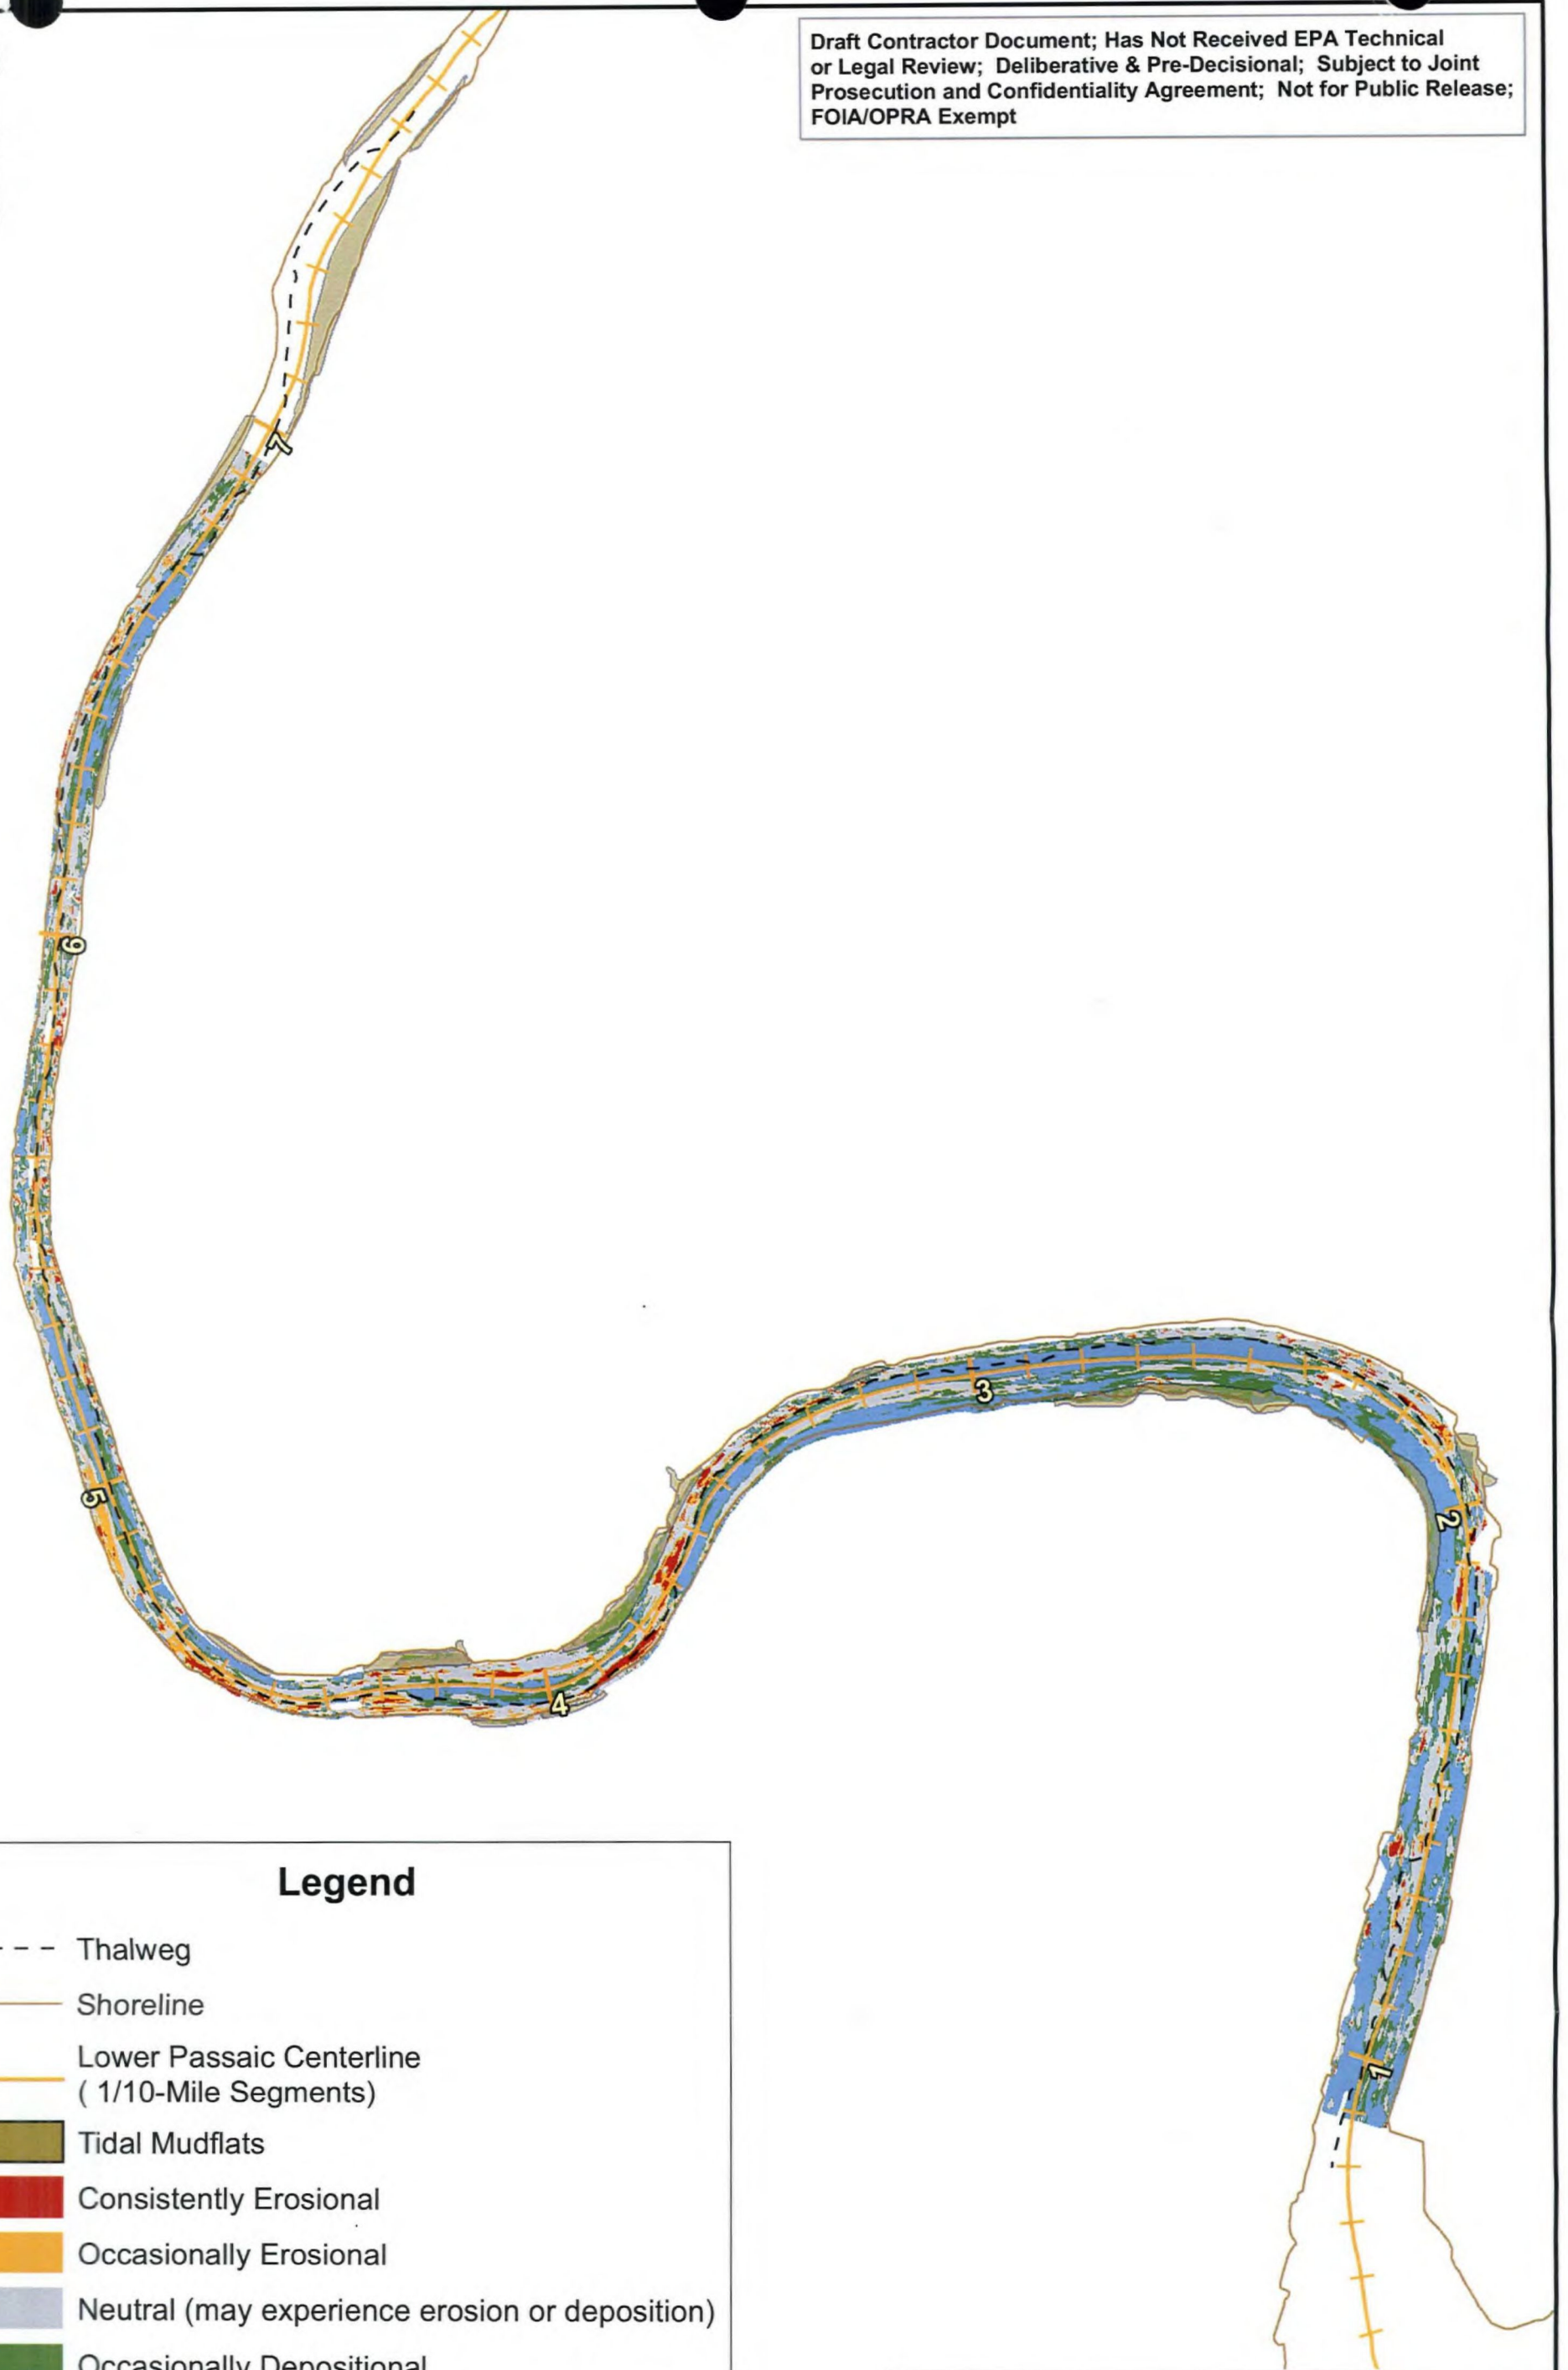 Draft Contractor Document; Has Not Received EPA Technical
or Legal Review; Deliberative & Pre-Decisional; Subject to Joint
Prosecution and Confidentiality Agreement; Not for Public Release;
FOIA/OPRA Exempt
7
6
5
4
3
2
1
Legend
Thalweg
Shoreline
Lower Passaic Centerline
( 1/10-Mile Segments)
Tidal Mudflats
Consistently Erosional
Occasionally Erosional
Neutral (may experience erosion or deposition)
Occasionally Depositional